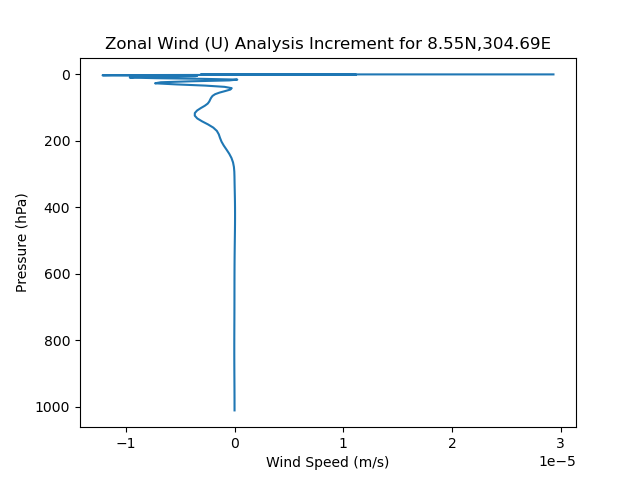 Zonal Wind (U) Analysis Increment for 8.55N,304.69E
0
200
400
600
800
1000
Pressure (hPa)
−1
0
1
2
3
1e−5
Wind Speed (m/s)